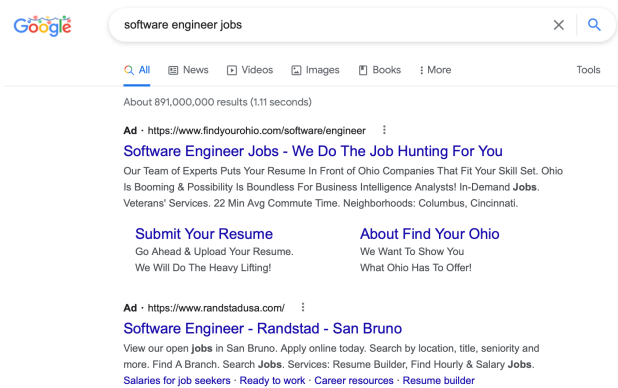 Google
software engineer jobs
All News Videos Images Books More Tools
About 891,000,000 results (1.11 seconds)
Ad · https://www.findyourohio.com/software/engineer
Software Engineer Jobs - We Do The Job Hunting For You
Our Team of Experts Puts Your Resume In Front of Ohio Companies That Fit Your Skill Set. Ohio
Is Booming & Possibility Is Boundless For Business Intelligence Analysts! In-Demand Jobs.
Veterans' Services. 22 Min Avg Commute Time. Neighborhoods: Columbus, Cincinnati.
Submit Your Resume
Go Ahead & Upload Your Resume.
We Will Do The Heavy Lifting!
About Find Your Ohio
We Want To Show You
What Ohio Has To Offer!
Ad · https://www.randstadusa.com/
Software Engineer - Randstad - San Bruno
View our open jobs in San Bruno. Apply online today. Search by location, title, seniority and
more. Find A Branch. Search Jobs. Services: Resume Builder, Find Hourly & Salary Jobs.
Salaries for job seekers · Ready to work · Career resources · Resume builder